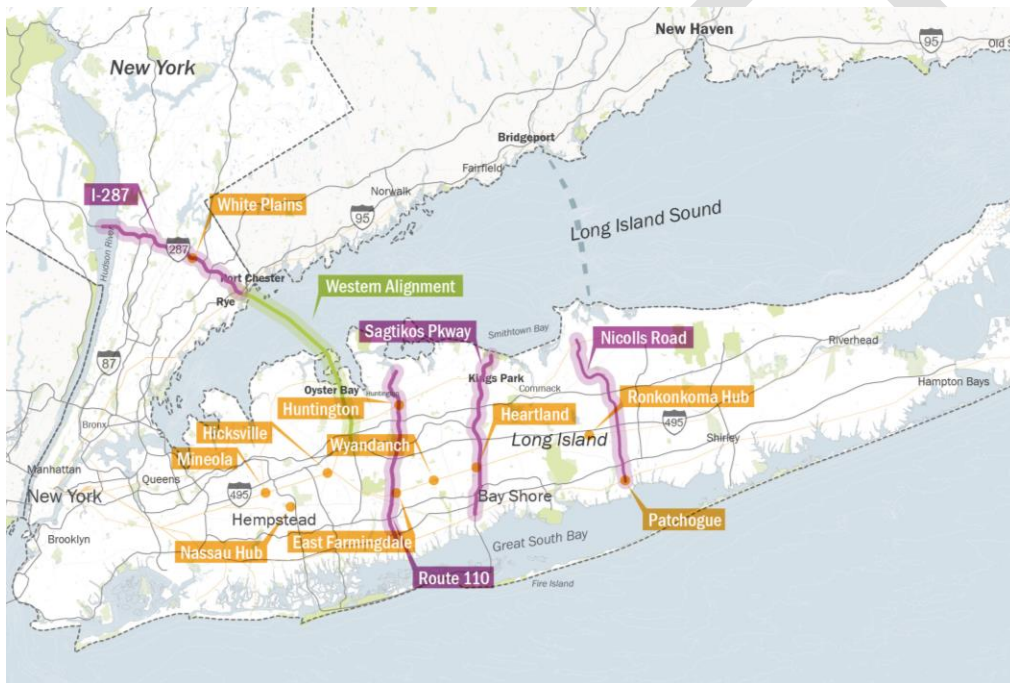 New Haven
95
Old S
New York
Bridgeport
Fairfield
Norwalk
95
I-287
White Plains
Long Island Sound
287
Hudson River
Port Chester
Rye
Western Alignment
Sagtikos Pkway
Smithtown Bay
Nicolls Road
Riverhead
87
Kings Park
Hampton Bays
Oyster Bay
Huntington
Commack
Huntington
Heartland
Ronkonkoma Hub
Bronx
Hicksville
Wyandanch
Long Island
495
Shirley
Mineola
Manhattan
Queens
New York
495
Bay Shore
Hempstead
Patchogue
Brooklyn
Nassau Hub
East Farmingdale
Great South Bay
Route 110
Fire Island